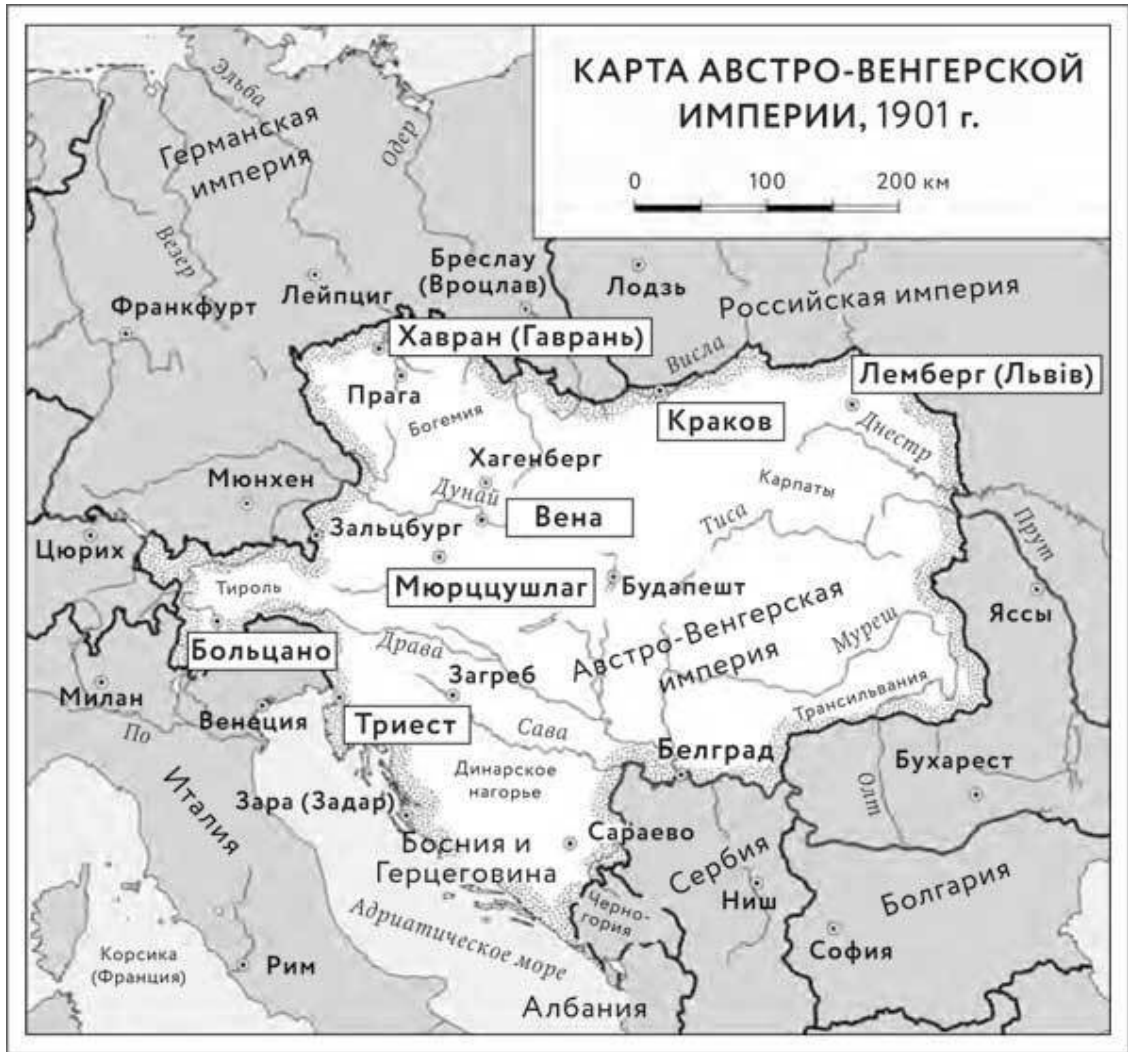 КАРТА АВСТРО-ВЕНГЕРСКОЙ
ИМПЕРИИ, 1901 г.
0 100 200 км
Эльба
Германская
империя
Одер
Везер
Бреслау
(Вроцлав)
Лодзь
Российская империя
Франкфурт
Лейпциг
Хавран (Гаврань)
Висла
Лемберг (Львів)
Прага
Богемия
Краков
Днестр
Хагенберг
Карпаты
Мюнхен
Дунай
Вена
Тиса
Прут
Зальцбург
Цюрих
Тироль
Мюрццушлаг
Будапешт
Яссы
Больцано
Драва
Австро-Венгерская
империя
Муреш
Загреб
Милан
Венеция
Триест
Трансильвания
По
Сава
Белград
Бухарест
Италия
Динарское
нагорье
Олт
Зара (Задар)
Сараево
Босния и
Герцеговина
Сербия
Болгария
Черно-
гория
Ниш
Адриатическое море
София
Корсика
(Франция)
Рим
Албания